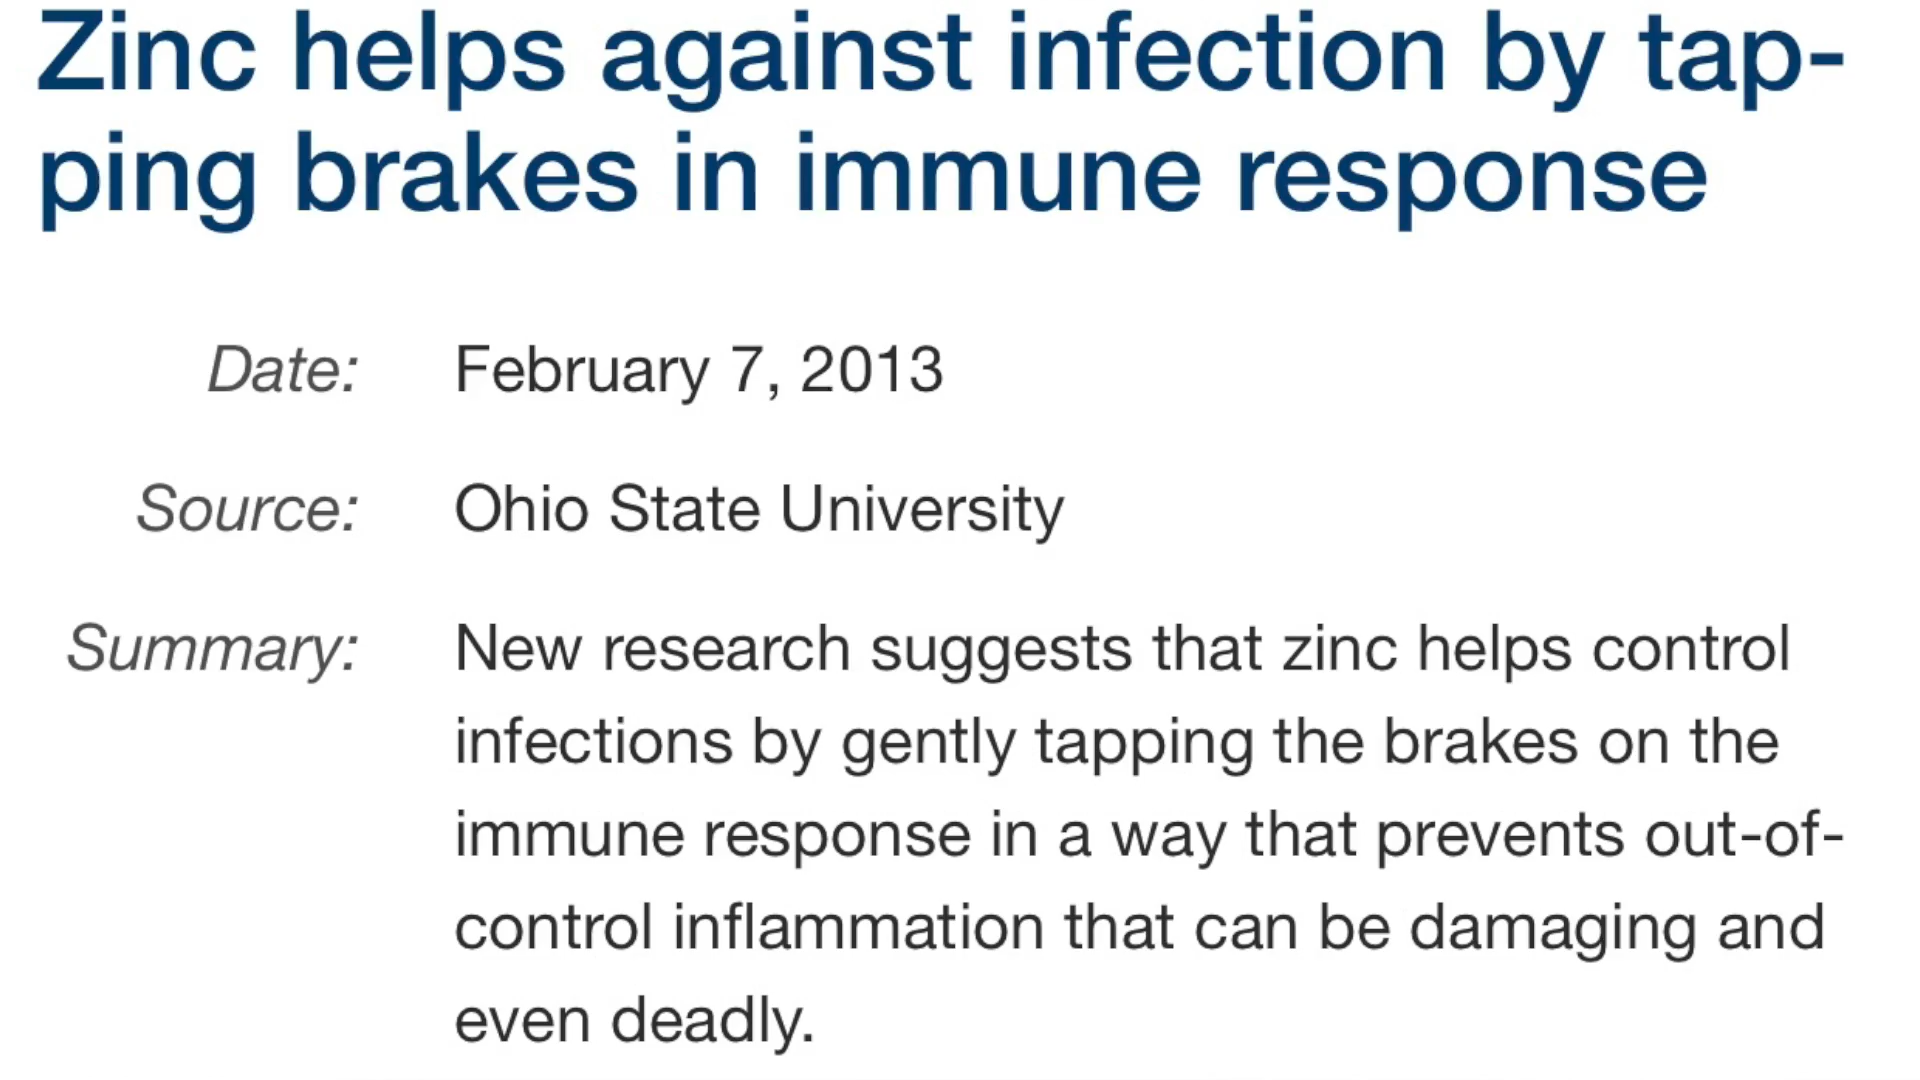 Zinc helps against infection by tap-
ping brakes in immune response
Date: February 7, 2013
Source: Ohio State University
Summary: New research suggests that zinc helps control
infections by gently tapping the brakes on the
immune response in a way that prevents out-of-
control inflammation that can be damaging and
even deadly.